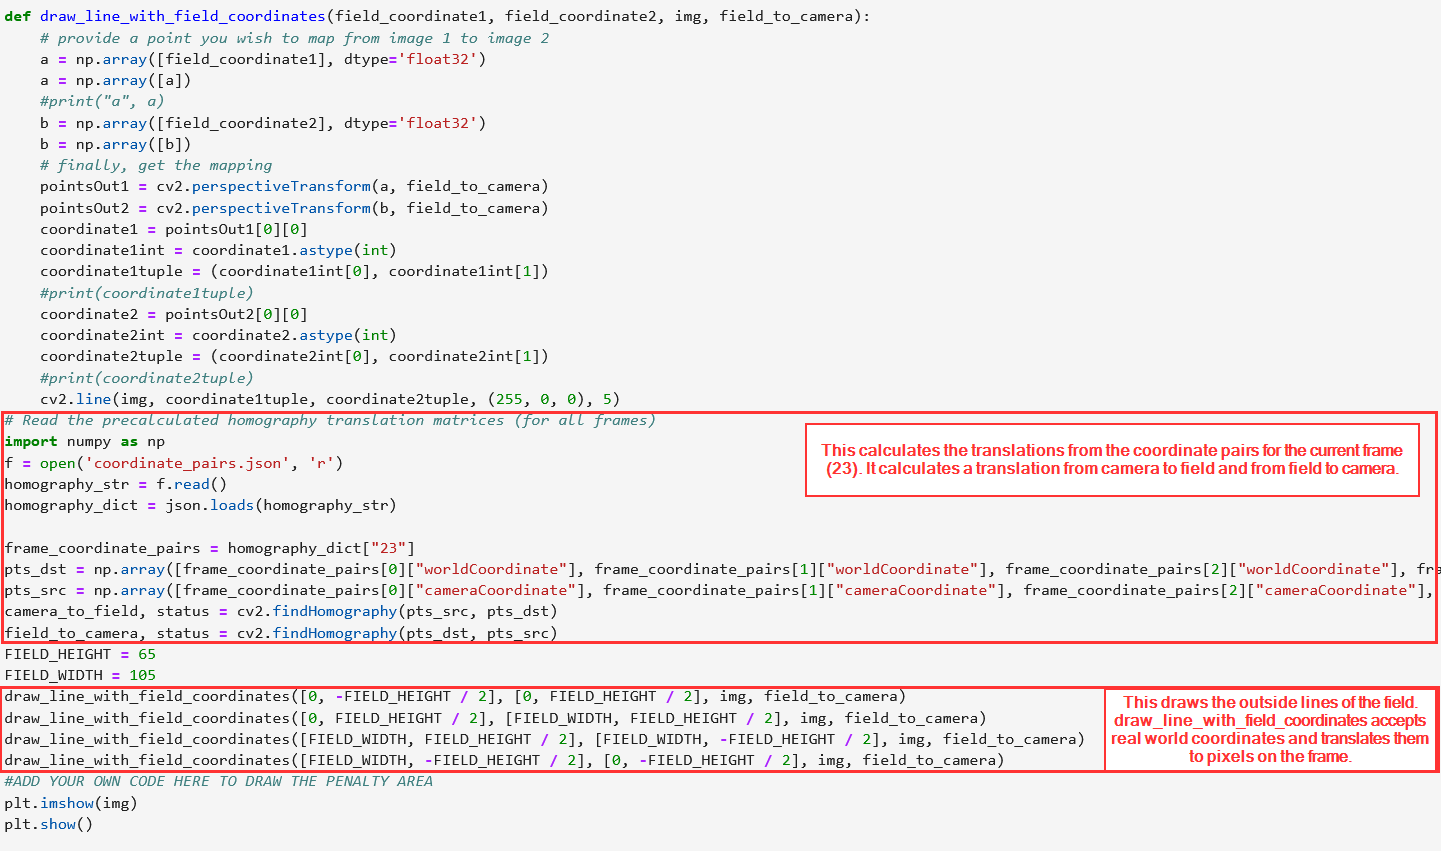 def draw_line_with_field_coordinates(field_coordinate1, field_coordinate2, img, field_to_camera):
    # provide a point you wish to map from image 1 to image 2
    a = np.array([field_coordinate1], dtype='float32')
    a = np.array([a])
    #print("a", a)
    b = np.array([field_coordinate2], dtype='float32')
    b = np.array([b])
    # finally, get the mapping
    pointsOut1 = cv2.perspectiveTransform(a, field_to_camera)
    pointsOut2 = cv2.perspectiveTransform(b, field_to_camera)
    coordinate1 = pointsOut1[0][0]
    coordinate1int = coordinate1.astype(int)
    coordinate1tuple = (coordinate1int[0], coordinate1int[1])
    #print(coordinate1tuple)
    coordinate2 = pointsOut2[0][0]
    coordinate2int = coordinate2.astype(int)
    coordinate2tuple = (coordinate2int[0], coordinate2int[1])
    #print(coordinate2tuple)
    cv2.line(img, coordinate1tuple, coordinate2tuple, (255, 0, 0), 5)
# Read the precalculated homography translation matrices (for all frames)
import numpy as np
f = open('coordinate_pairs.json', 'r')
homography_str = f.read()
homography_dict = json.loads(homography_str)
This calculates the translations from the coordinate pairs for the current frame
(23). It calculates a translation from camera to field and from field to camera.
frame_coordinate_pairs = homography_dict["23"]
pts_dst = np.array([frame_coordinate_pairs[0]["worldCoordinate"], frame_coordinate_pairs[1]["worldCoordinate"], frame_coordinate_pairs[2]["worldCoordinate"], fra
pts_src = np.array([frame_coordinate_pairs[0]["cameraCoordinate"], frame_coordinate_pairs[1]["cameraCoordinate"], frame_coordinate_pairs[2]["cameraCoordinate"],
camera_to_field, status = cv2.findHomography(pts_src, pts_dst)
field_to_camera, status = cv2.findHomography(pts_dst, pts_src)
FIELD_HEIGHT = 65
FIELD_WIDTH = 105
draw_line_with_field_coordinates([0, -FIELD_HEIGHT / 2], [0, FIELD_HEIGHT / 2], img, field_to_camera)
draw_line_with_field_coordinates([0, FIELD_HEIGHT / 2], [FIELD_WIDTH, FIELD_HEIGHT / 2], img, field_to_camera)
draw_line_with_field_coordinates([FIELD_WIDTH, FIELD_HEIGHT / 2], [FIELD_WIDTH, -FIELD_HEIGHT / 2], img, field_to_camera)
draw_line_with_field_coordinates([FIELD_WIDTH, -FIELD_HEIGHT / 2], [0, -FIELD_HEIGHT / 2], img, field_to_camera)
This draws the outside lines of the field.
draw_line_with_field_coordinates accepts
real world coordinates and translates them
to pixels on the frame.
#ADD YOUR OWN CODE HERE TO DRAW THE PENALTY AREA
plt.imshow(img)
plt.show()